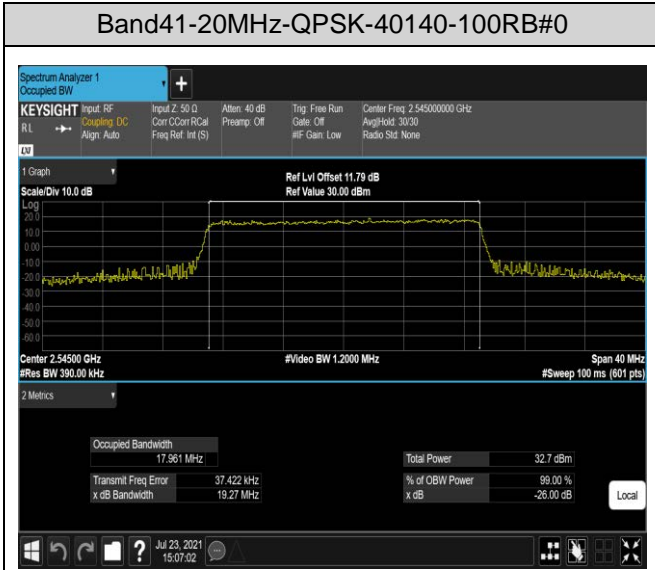 Band41-20MHz-QPSK-40140-100RB#0
Spectrum Analyzer 1
Occupied BW
+
KEYSIGHT
RL
LXI
Input: RF
Coupling: DC
Align: Auto
Input Z: 50 Ω
Corr CCorr RCal
Freq Ref: Int (S)
Atten: 40 dB
Preamp: Off
Trig: Free Run
Gate: Off
#IF Gain: Low
Center Freq: 2.545000000 GHz
Avg|Hold: 30/30
Radio Std: None
1 Graph
Scale/Div 10.0 dB
Ref Lvl Offset 11.79 dB
Ref Value 30.00 dBm
Log
20.0
10.0
0.00
-10.0
-20.0
-30.0
-40.0
-50.0
-60.0
Center 2.54500 GHz
#Res BW 390.00 kHz
#Video BW 1.2000 MHz
Span 40 MHz
#Sweep 100 ms (601 pts)
2 Metrics
Occupied Bandwidth
17.961 MHz
Transmit Freq Error 37.422 kHz
x dB Bandwidth 19.27 MHz
Total Power 32.7 dBm
% of OBW Power 99.00 %
x dB -26.00 dB
Local
?
Jul 23, 2021
15:07:02